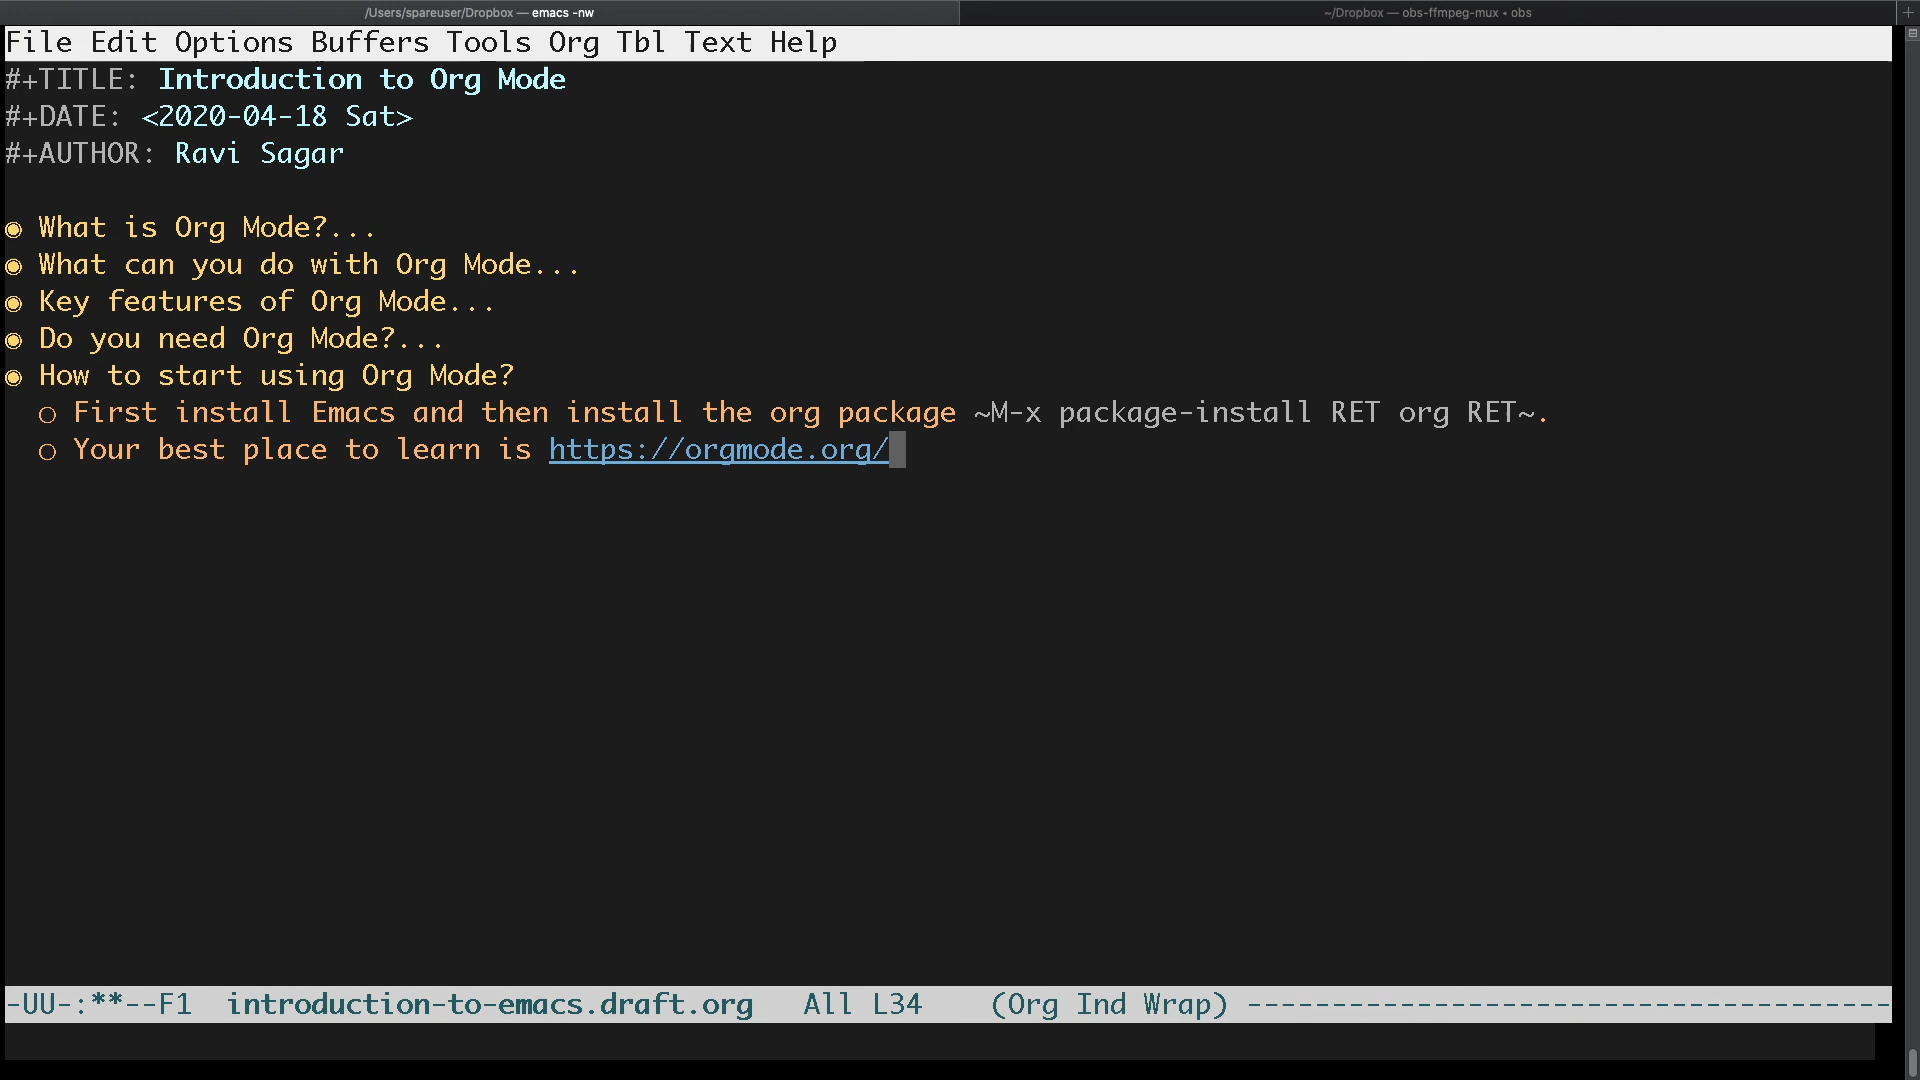 /Users/spareuser/Dropbox — emacs -nw
~/Dropbox — obs-ffmpeg-mux • obs
File Edit Options Buffers Tools Org Tbl Text Help
#+TITLE: Introduction to Org Mode
#+DATE: <2020-04-18 Sat>
#+AUTHOR: Ravi Sagar
◉ What is Org Mode?...
◉ What can you do with Org Mode...
◉ Key features of Org Mode...
◉ Do you need Org Mode?...
◉ How to start using Org Mode?
○ First install Emacs and then install the org package ~M-x package-install RET org RET~.
○ Your best place to learn is https://orgmode.org/
-UU-:**--F1  introduction-to-emacs.draft.org   All L34    (Org Ind Wrap) --------------------------------------